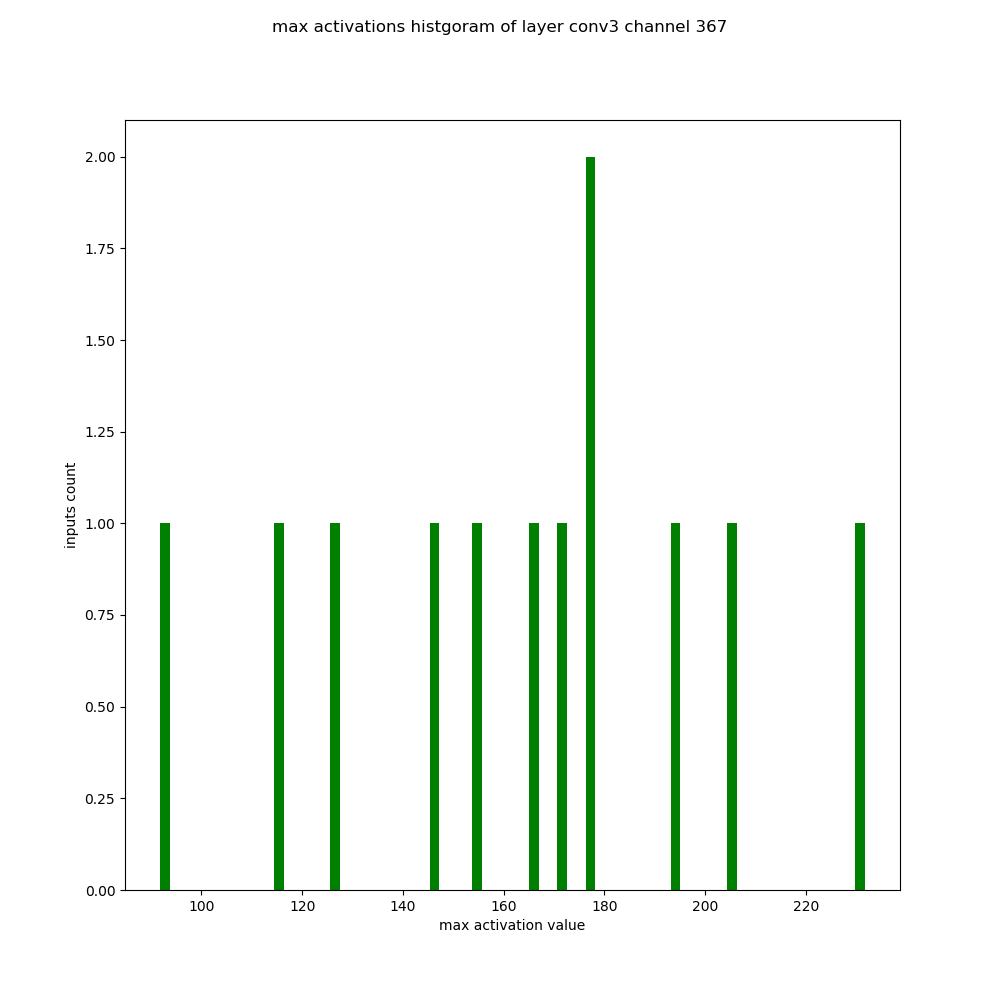 max activations histgoram of layer conv3 channel 367
2.00
1.75
1.50
1.25
1.00
0.75
0.50
0.25
0.00
inputs count
100 120 140 160 180 200 220
max activation value